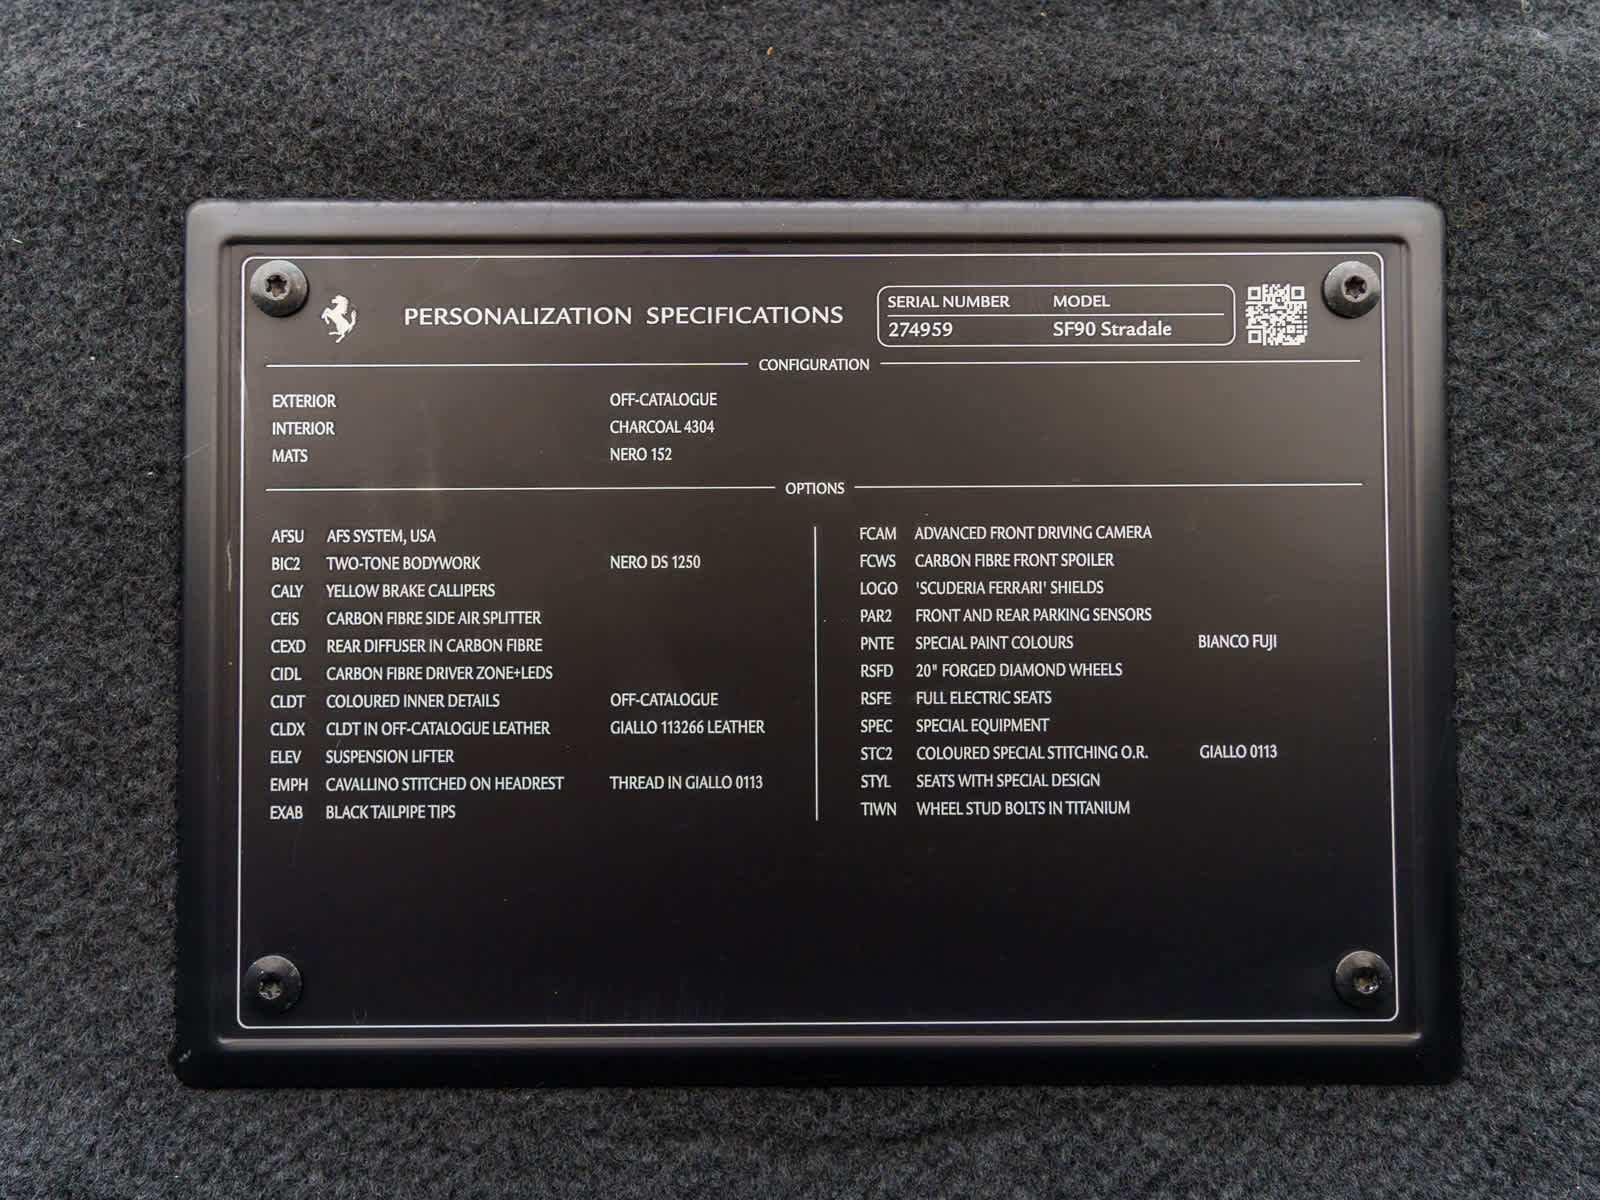 PERSONALIZATION SPECIFICATIONS
SERIAL NUMBER MODEL
274959 SF90 Stradale
CONFIGURATION
EXTERIOR OFF-CATALOGUE
INTERIOR CHARCOAL 4304
MATS NERO 152
OPTIONS
AFSU AFS SYSTEM, USA
BIC2 TWO-TONE BODYWORK NERO DS 1250
CALY YELLOW BRAKE CALLIPERS
CEIS CARBON FIBRE SIDE AIR SPLITTER
CEXD REAR DIFFUSER IN CARBON FIBRE
CIDL CARBON FIBRE DRIVER ZONE+LEDS
CLDT COLOURED INNER DETAILS OFF-CATALOGUE
CLDX CLDT IN OFF-CATALOGUE LEATHER GIALLO 113266 LEATHER
ELEV SUSPENSION LIFTER
EMPH CAVALLINO STITCHED ON HEADREST THREAD IN GIALLO 0113
EXAB BLACK TAILPIPE TIPS
FCAM ADVANCED FRONT DRIVING CAMERA
FCWS CARBON FIBRE FRONT SPOILER
LOGO 'SCUDERIA FERRARI' SHIELDS
PAR2 FRONT AND REAR PARKING SENSORS
PNTE SPECIAL PAINT COLOURS BIANCO FUJI
RSFD 20" FORGED DIAMOND WHEELS
RSFE FULL ELECTRIC SEATS
SPEC SPECIAL EQUIPMENT
STC2 COLOURED SPECIAL STITCHING O.R. GIALLO 0113
STYL SEATS WITH SPECIAL DESIGN
TIWN WHEEL STUD BOLTS IN TITANIUM